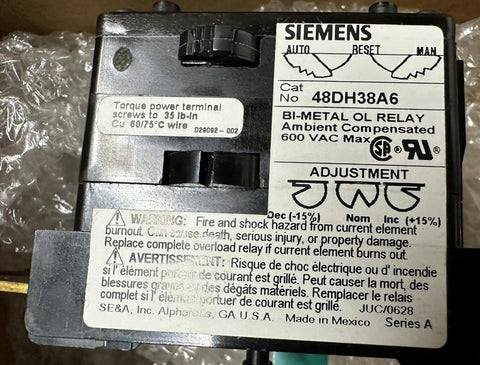 SIEMENS
AUTO RESET MAN
Cat
No 48DH38A6
BI-METAL OL RELAY
Ambient Compensated
600 VAC Max SA UR
ADJUSTMENT
Dec (-15%) Nom Inc (+15%)
Torque power terminal
screws to 35 lb-in
Cu 60/75°C wire
D29092-002
WARNING: Fire and shock hazard from current element
burnout. Can cause death, serious injury, or property damage.
Replace complete overload relay if current element burns out.
AVERTISSEMENT: Risque de choc électrique ou d' incendie
si l' élément porteur de courant est grillé. Peut causer la mort, des
blessures graves ou des dégâts matériels. Remplacer le relais
complet si l' élément portuer de courant est grillé.
JUC/0628
SE&A, Inc. Alpharetta, GA U.S.A. Made in Mexico Series A